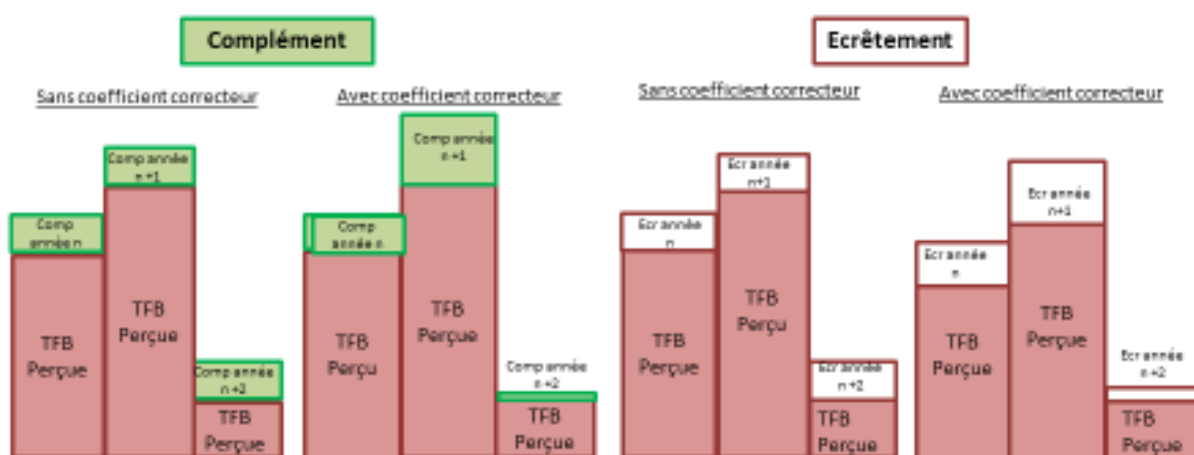 Complément
Ecrêtement
Sans coefficient correcteur
Avec coefficient correcteur
Sans coefficient correcteur
Avec coefficient correcteur
Comp
année n
TFB
Perçue
Comp année
n+1
TFB
Perçue
Comp année
n+2
TFB
Perçue
Comp
année n
TFB
Perçu
Comp année
n+1
TFB
Perçue
Comp année
n+2
TFB
Perçue
Ecr année
n
TFB
Perçue
Ecr année
n+1
TFB
Perçu
Ecr année
n+2
TFB
Perçue
Ecr année
n
TFB
Perçue
Ecr année
n+1
TFB
Perçue
Ecr année
n+2
TFB
Perçue